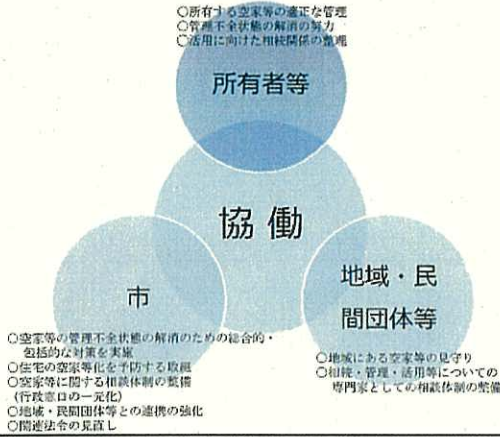 ○所有する空家等の適正な管理
○管理不全状態の解消の努力
○活用に向けた相続関係の整理
所有者等
協働
市
地域・民
間団体等
○空家等の管理不全状態の解消のための総合的・
包括的な対策を実施
○住宅の空家等化を予防する取組
○空家等に関する相談体制の整備
(行政窓口の一元化)
○地域・民間団体等との連携の強化
○関連法令の見直し
○地域にある空家等の見守り
○相続・管理・活用等についての
専門家としての相談体制の整備